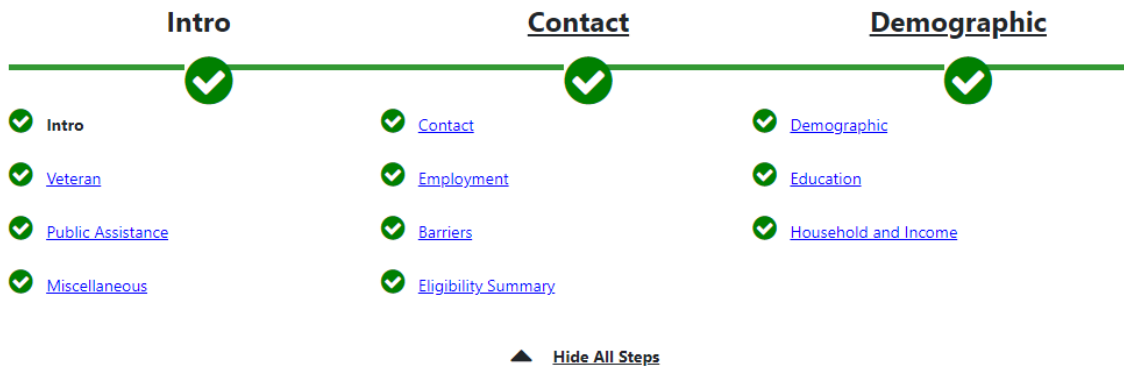 Intro Contact Demographic
Intro Contact Demographic
Veteran Employment Education
Public Assistance Barriers Household and Income
Miscellaneous Eligibility Summary
Hide All Steps